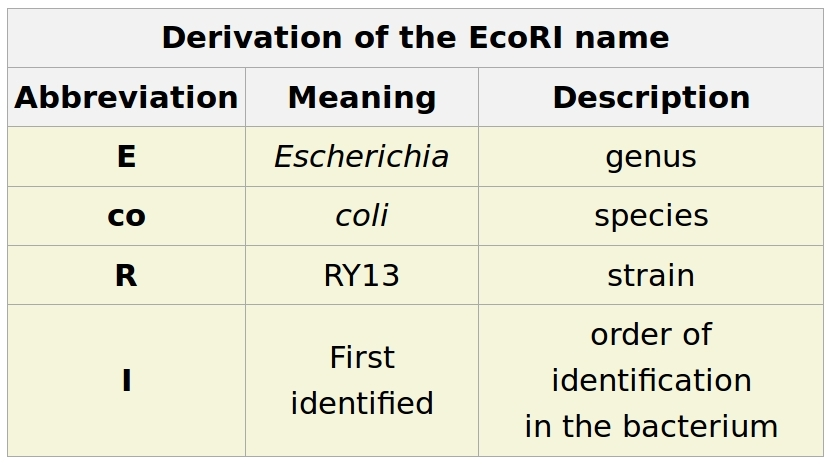 Derivation of the EcoRI name
Abbreviation Meaning Description
E Escherichia genus
co coli species
R RY13 strain
I First identified order of identification in the bacterium